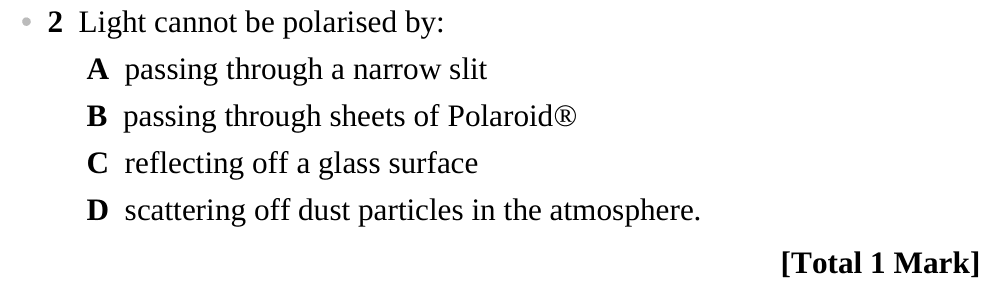 • 2 Light cannot be polarised by:
A passing through a narrow slit
B passing through sheets of Polaroid®
C reflecting off a glass surface
D scattering off dust particles in the atmosphere.
[Total 1 Mark]